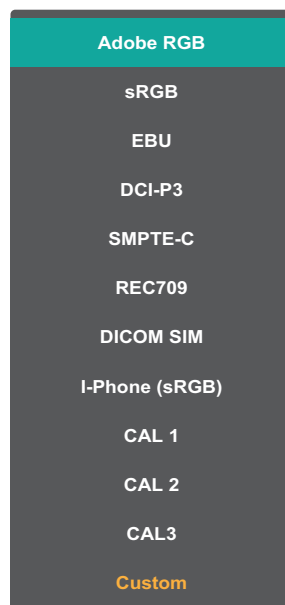 Adobe RGB
sRGB
EBU
DCI-P3
SMPTE-C
REC709
DICOM SIM
I-Phone (sRGB)
CAL 1
CAL 2
CAL3
Custom